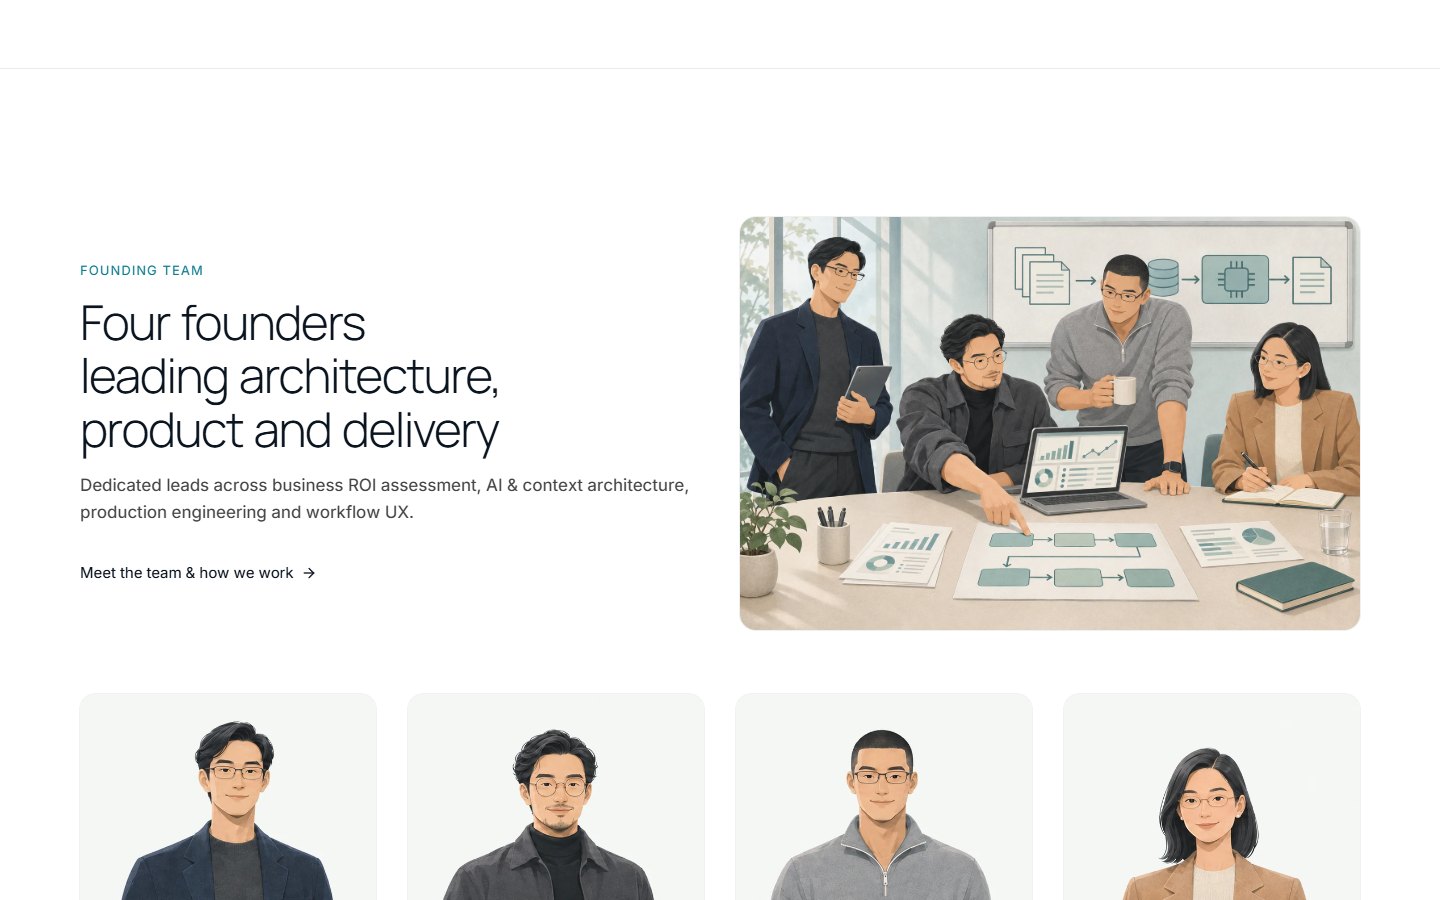 FOUNDING TEAM
Four founders
leading architecture,
product and delivery
Dedicated leads across business ROI assessment, AI & context architecture,
production engineering and workflow UX.
Meet the team & how we work →